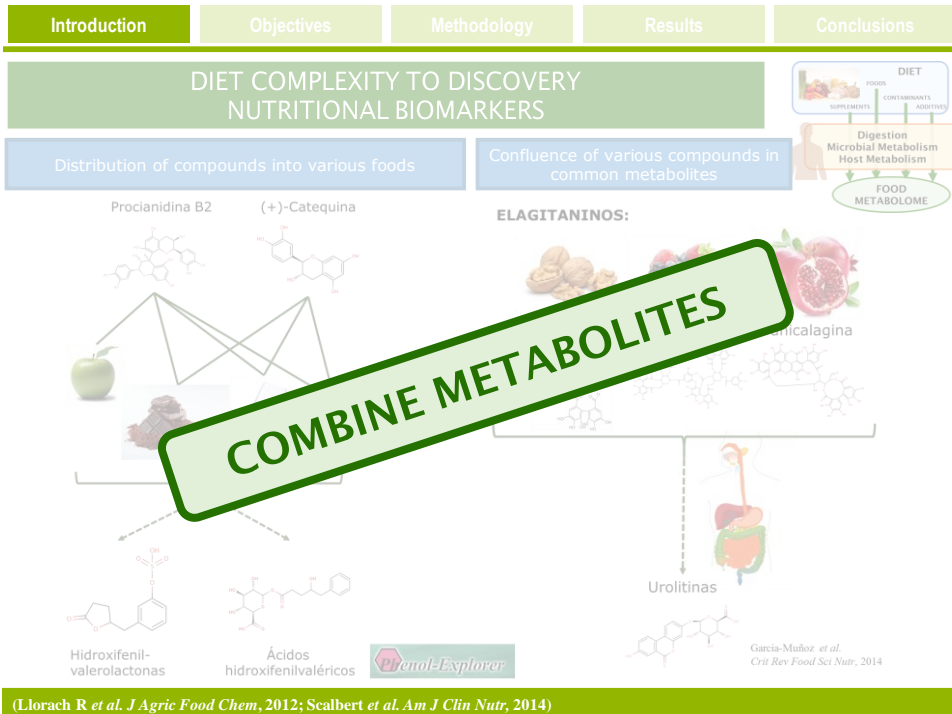 Introduction
Objectives
Methodology
Results
Conclusions
DIET COMPLEXITY TO DISCOVERY
NUTRITIONAL BIOMARKERS
DIET
FOODS
CONTAMINANTS
SUPPLEMENTS
ADDITIVES
Digestion
Microbial Metabolism
Host Metabolism
FOOD
METABOLOME
Distribution of compounds into various foods
Confluence of various compounds in
common metabolites
Procianidina B2
(+)-Catequina
ELAGITANINOS:
COMBINE METABOLITES
Urolitinas
Hidroxifenil-
valerolactonas
Ácidos
hidroxifenilvaléricos
Phenol-Explorer
García-Muñoz et al.
Crit Rev Food Sci Nutr, 2014
(Llorach R et al. J Agric Food Chem, 2012; Scalbert et al. Am J Clin Nutr, 2014)